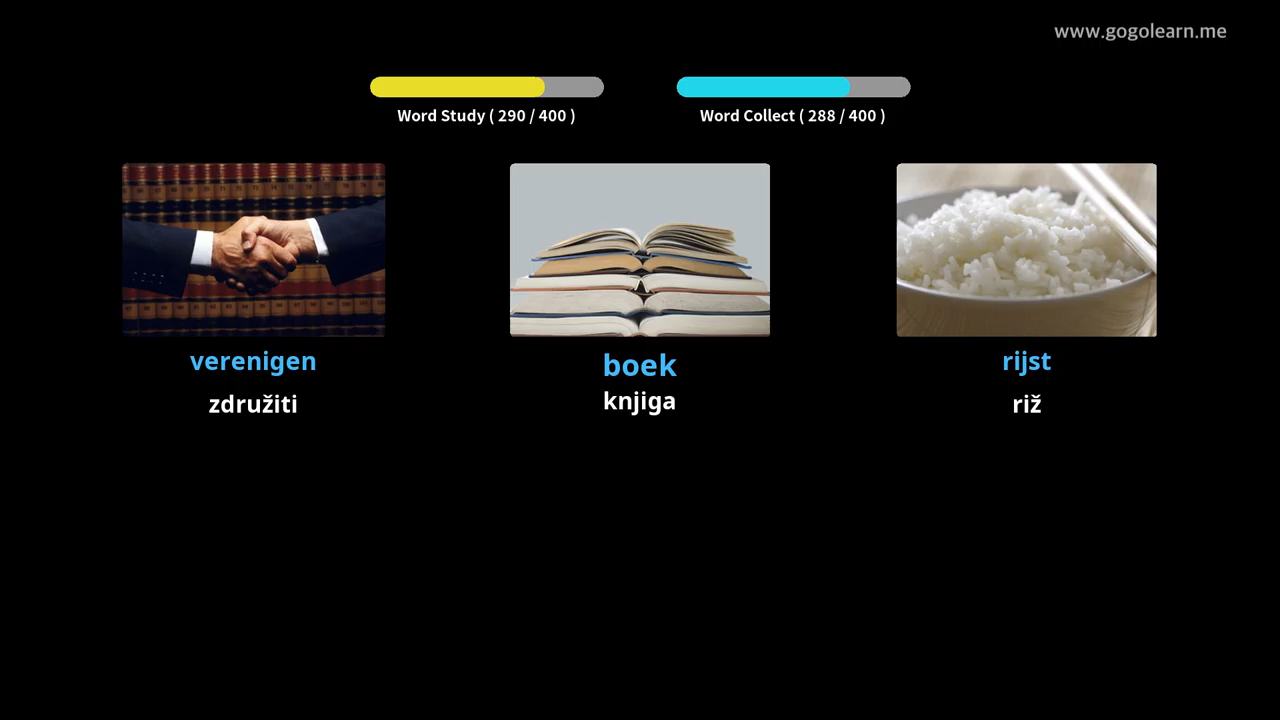 www.gogolearn.me
Word Study ( 290 / 400 )
Word Collect ( 288 / 400 )
verenigen
boek
rijst
združiti
knjiga
riž